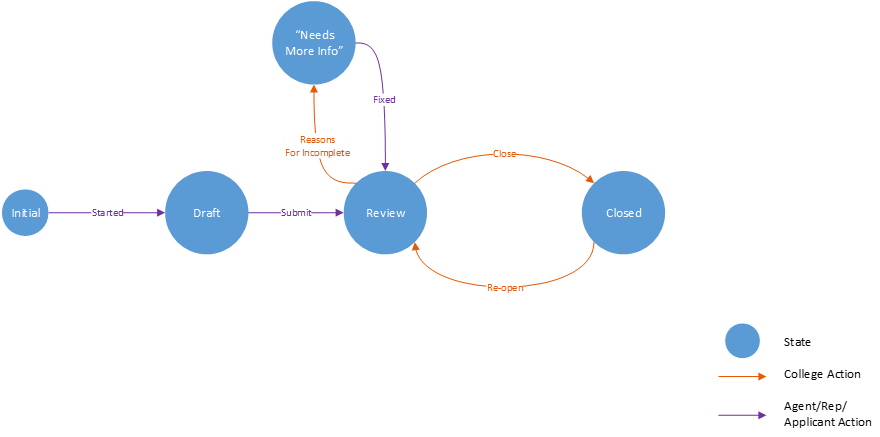 “Needs
More Info”
Fixed
Reasons
For Incomplete
Close
Initial
Started
Draft
Submit
Review
Closed
Re-open
State
College Action
Agent/Rep/
Applicant Action